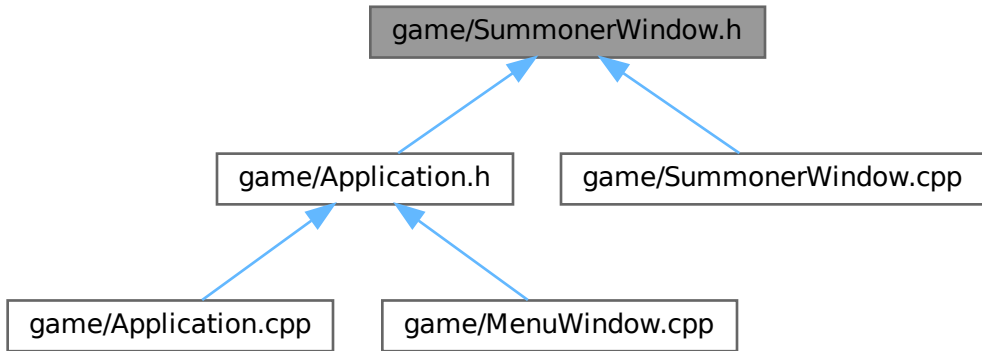 game/SummonerWindow.h
game/Application.h
game/SummonerWindow.cpp
game/Application.cpp
game/MenuWindow.cpp